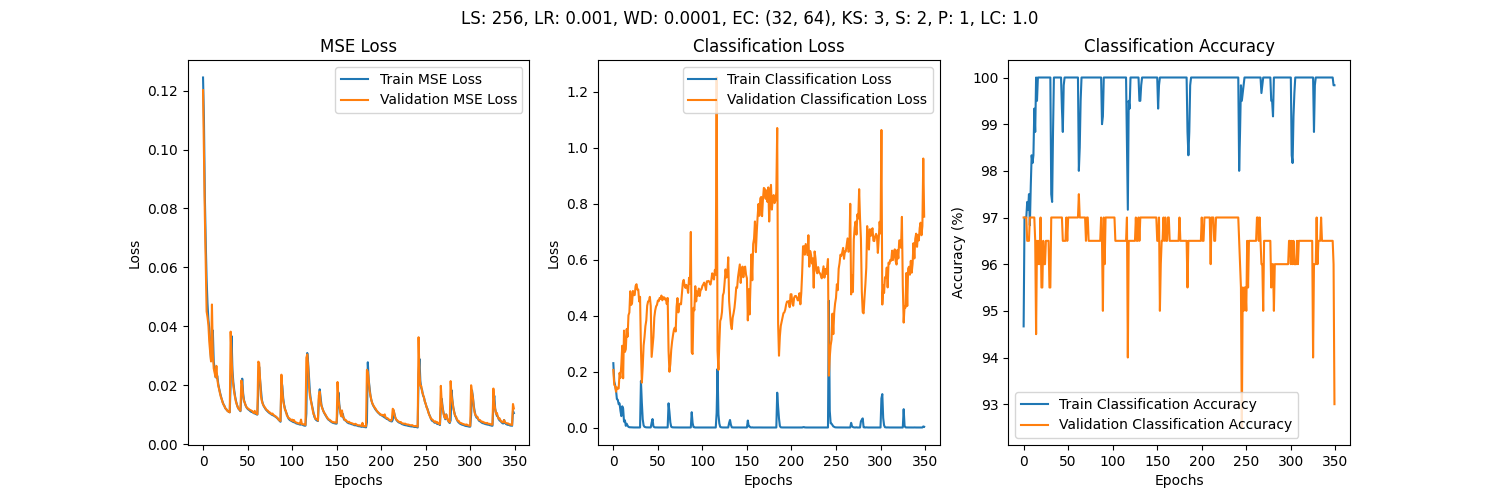 LS: 256, LR: 0.001, WD: 0.0001, EC: (32, 64), KS: 3, S: 2, P: 1, LC: 1.0
MSE Loss
Train MSE Loss
Validation MSE Loss
0.12
0.10
0.08
0.06
0.04
0.02
0.00
Loss
0 50 100 150 200 250 300 350
Epochs
Classification Loss
Train Classification Loss
Validation Classification Loss
1.2
1.0
0.8
0.6
0.4
0.2
0.0
Loss
0 50 100 150 200 250 300 350
Epochs
Classification Accuracy
100
99
98
97
96
95
94
93
Accuracy (%)
Train Classification Accuracy
Validation Classification Accuracy
0 50 100 150 200 250 300 350
Epochs